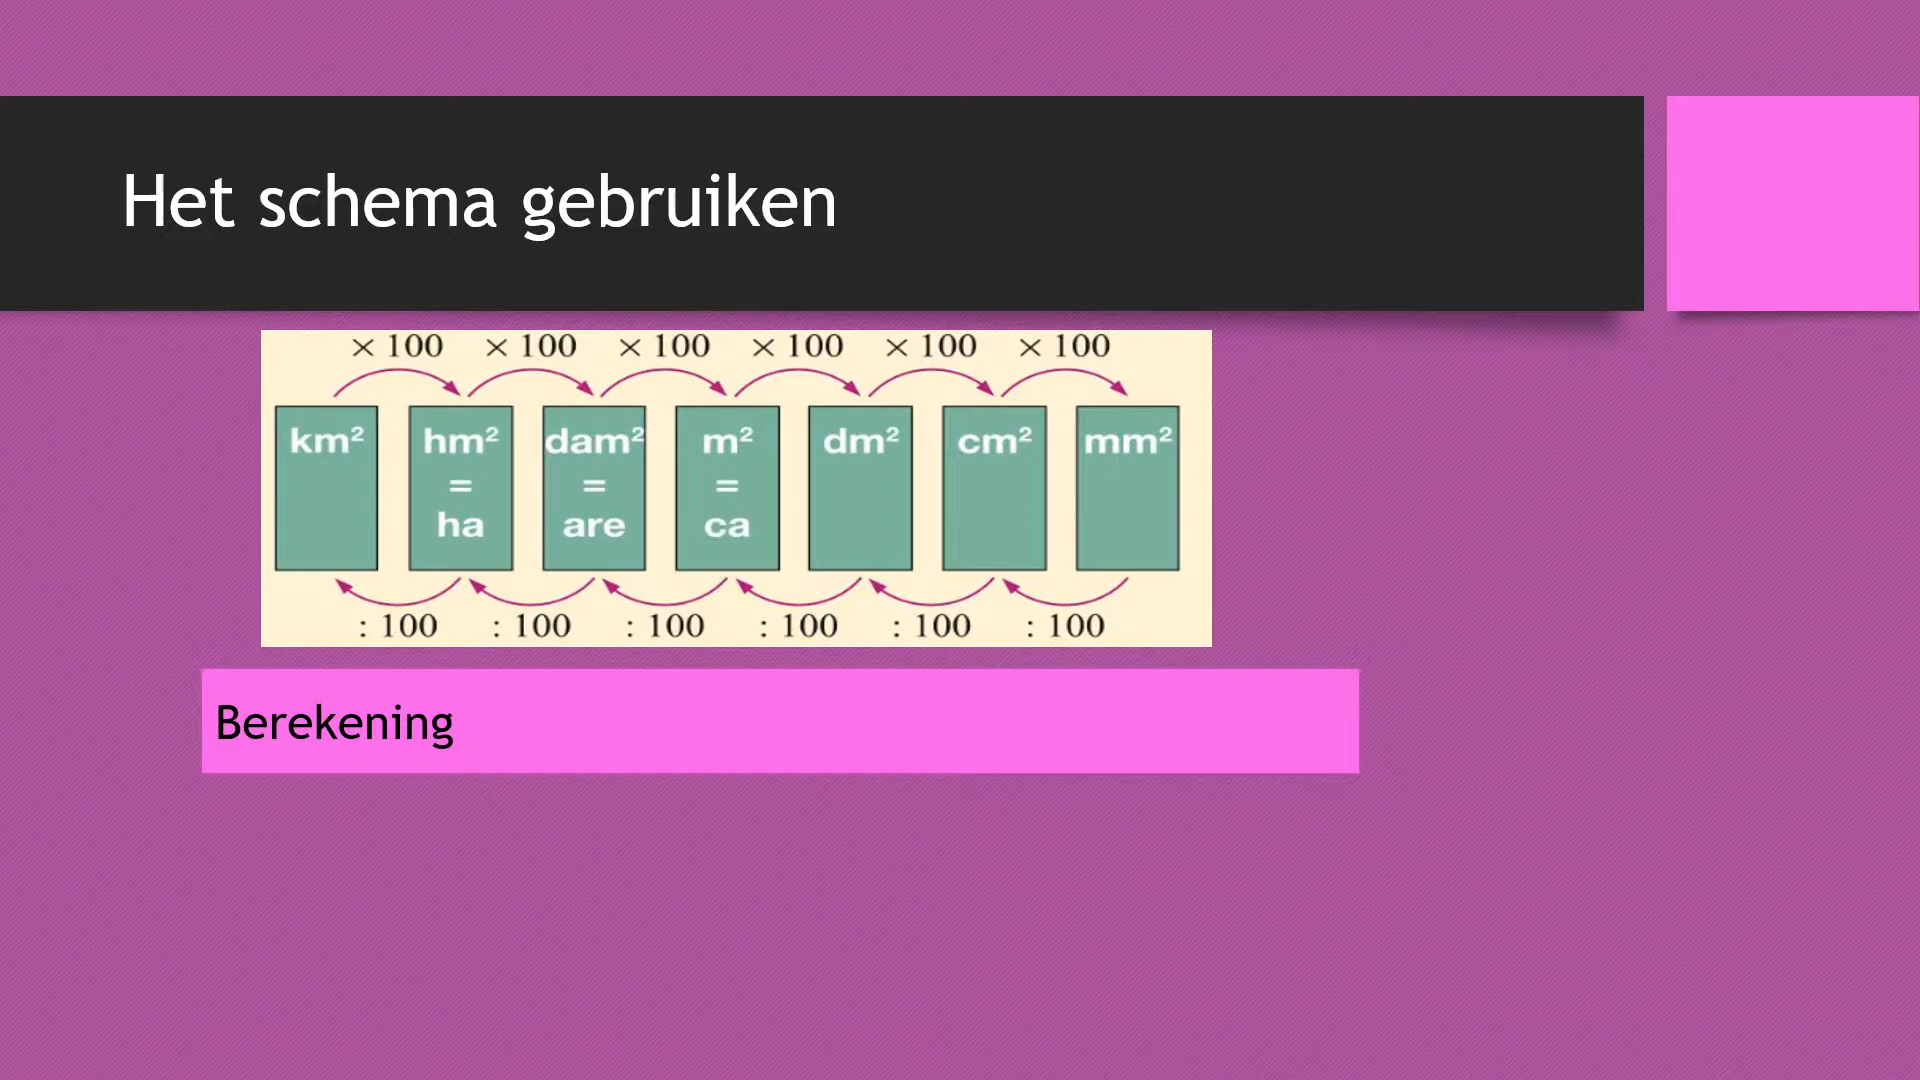 Het schema gebruiken
× 100 × 100 × 100 × 100 × 100 × 100
km² hm² dam² m² dm² cm² mm²
= = =
ha are ca
: 100 : 100 : 100 : 100 : 100 : 100
Berekening